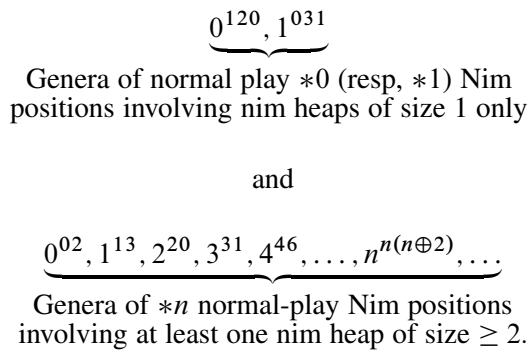 0^{120}, 1^{031}
Genera of normal play ∗0 (resp, ∗1) Nim
positions involving nim heaps of size 1 only
and
0^{02}, 1^{13}, 2^{20}, 3^{31}, 4^{46}, . . . , n^{n(n⊕2)}, . . .
Genera of ∗n normal-play Nim positions
involving at least one nim heap of size ≥ 2.